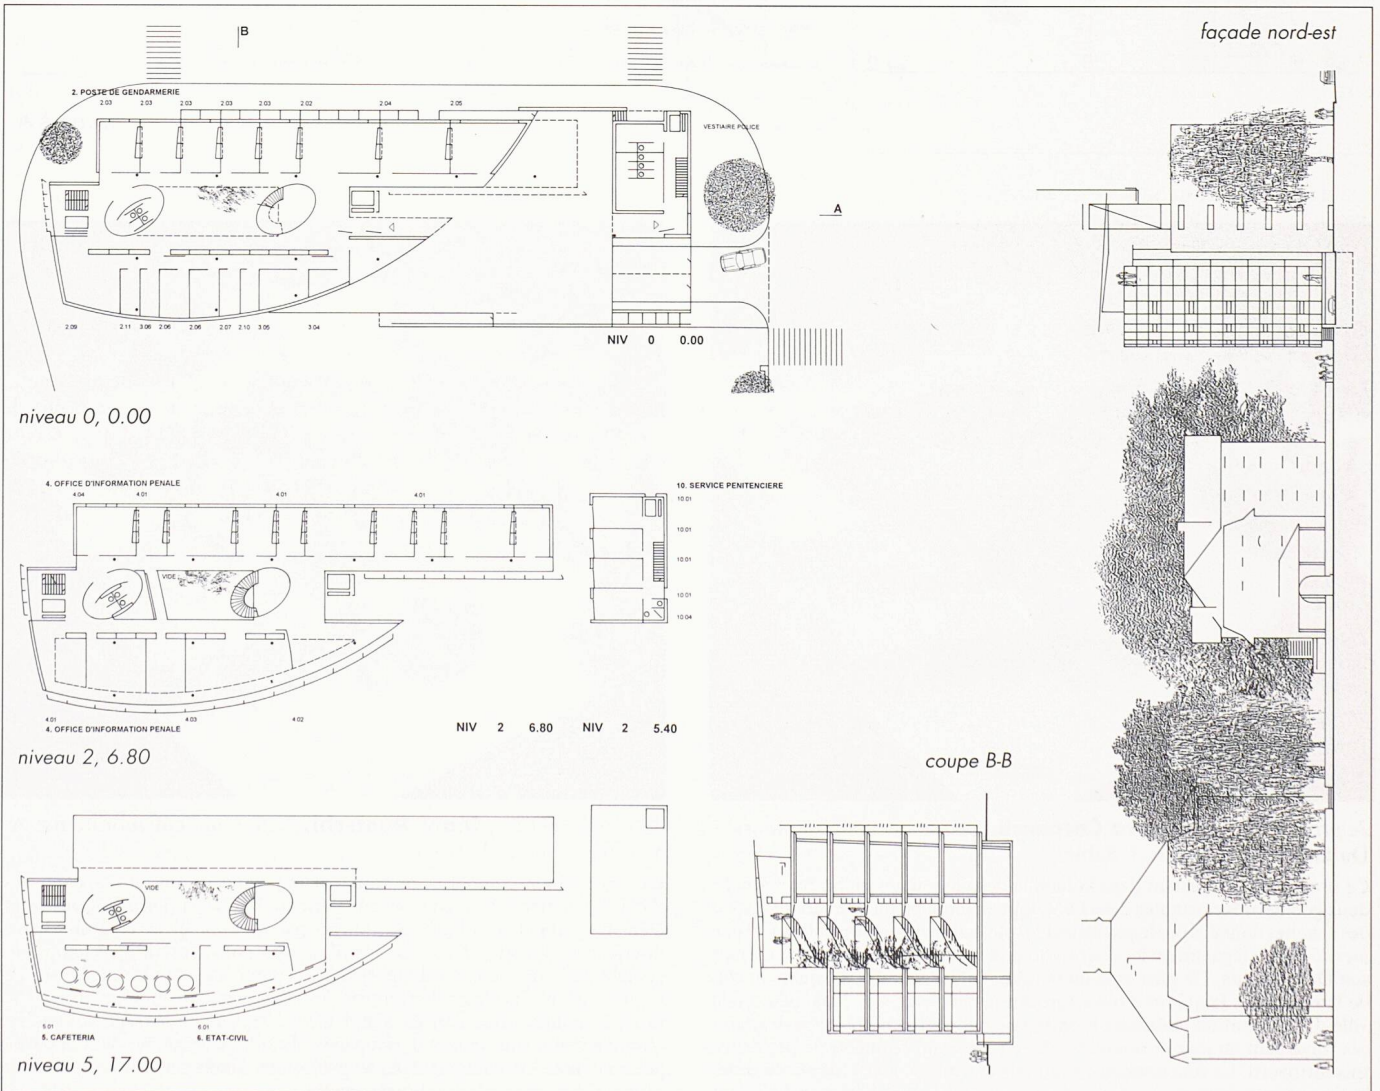 B
façade nord-est
2. POSTE DE GENDARMERIE
2.03 2.03 2.03 2.03 2.03 2.02 2.04 2.05
VESTIAIRE POLICE
A
2.09 2.11 3.06 2.06 2.06 2.07 2.10 3.05 3.04
NIV 0 0.00
niveau 0, 0.00
4. OFFICE D'INFORMATION PENALE
4.04 4.01 4.01 4.01
10. SERVICE PENITENCIERE
10.01
10.01
10.01
10.01
10.04
VIDE
4.01 4.03 4.02
4. OFFICE D'INFORMATION PENALE
NIV 2 6.80 NIV 2 5.40
niveau 2, 6.80
coupe B-B
VIDE
5.01 6.01
5. CAFETERIA 6. ETAT-CIVIL
niveau 5, 17.00